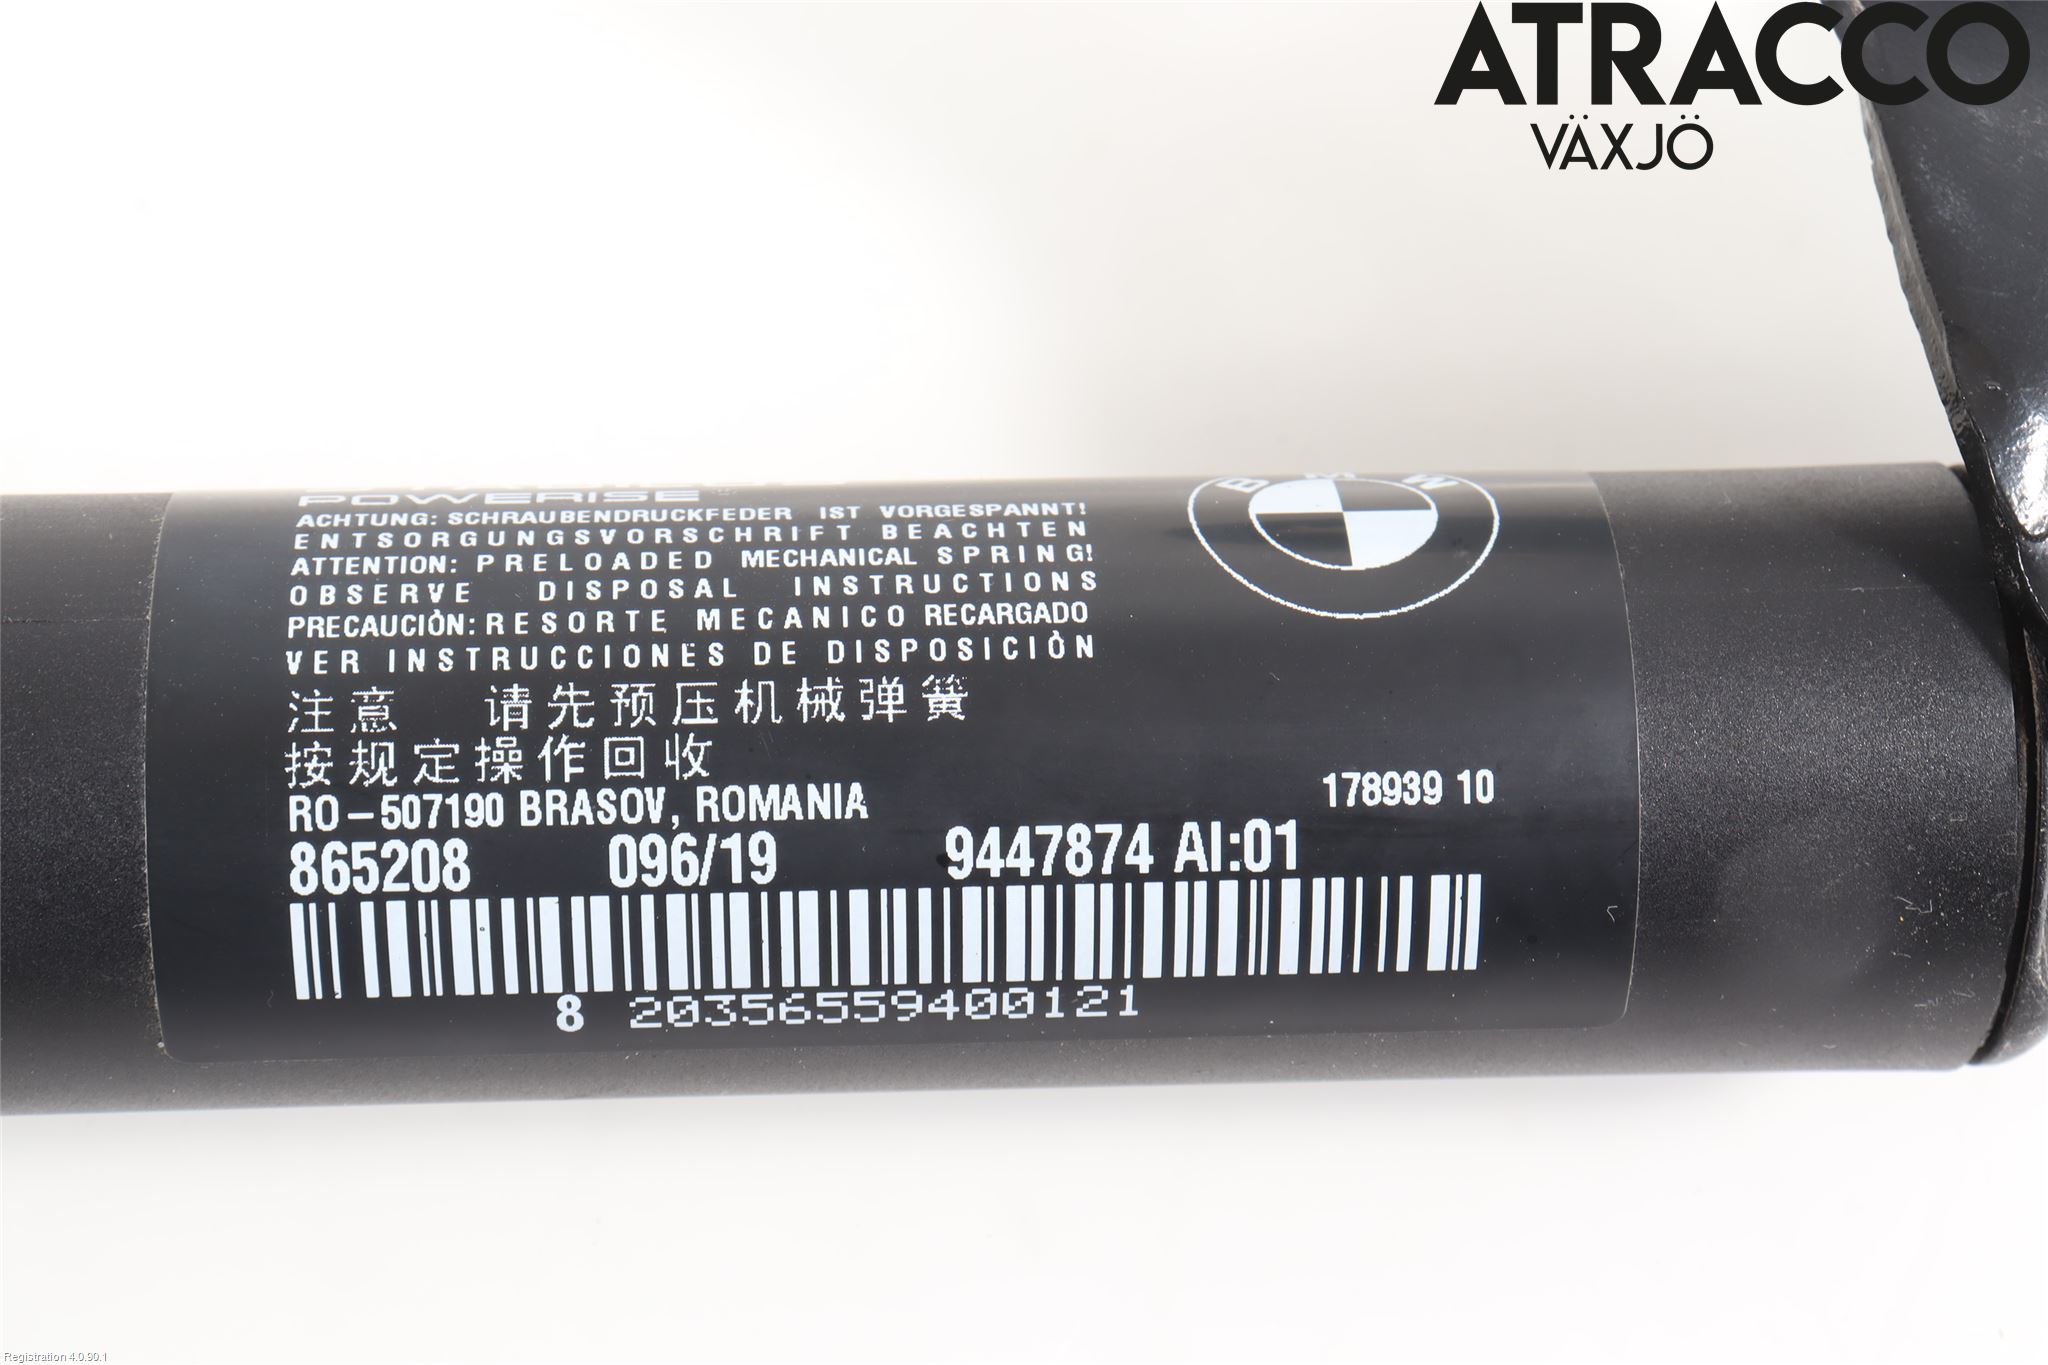 ATRACCO
VÄXJÖ
POWERISE
B M W
ACHTUNG: SCHRAUBENDRUCKFEDER IST VORGESPANNT!
ENTSORGUNGSVORSCHRIFT BEACHTEN
ATTENTION: PRELOADED MECHANICAL SPRING!
OBSERVE DISPOSAL INSTRUCTIONS
PRECAUCIÒN: RESORTE MECANICO RECARGADO
VER INSTRUCCIONES DE DISPOSICIÒN
注意 请先预压机械弹簧
按规定操作回收
RO-507190 BRASOV, ROMANIA
178939 10
865208 096/19 9447874 AI:01
8 20356559400121
Registration 4.0.90.1